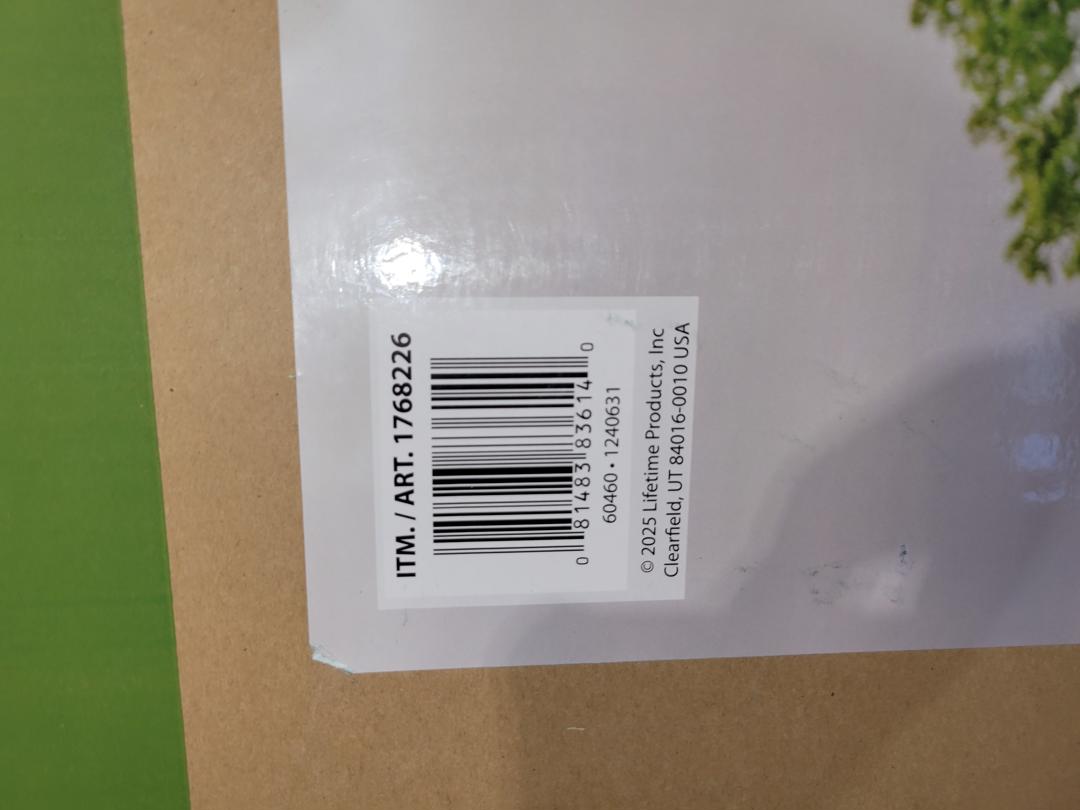 ITM. / ART. 1768226
0 81483 83614 0
60460 • 1240631
© 2025 Lifetime Products, Inc
Clearfield, UT 84016-0010 USA